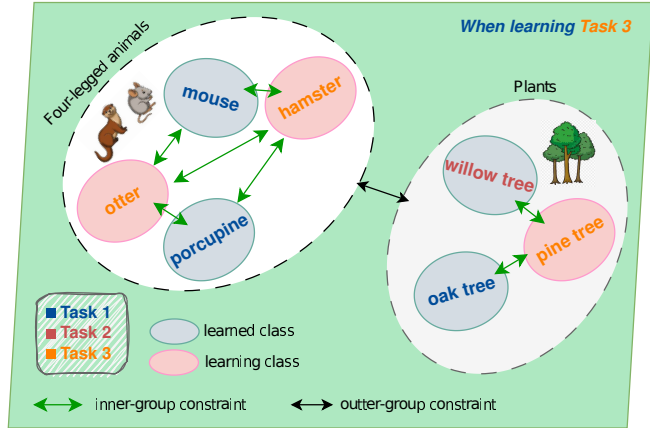 When learning Task 3
Four-legged animals
mouse
hamster
otter
porcupine
Plants
willow tree
pine tree
oak tree
Task 1
Task 2
Task 3
learned class
learning class
inner-group constraint
outter-group constraint